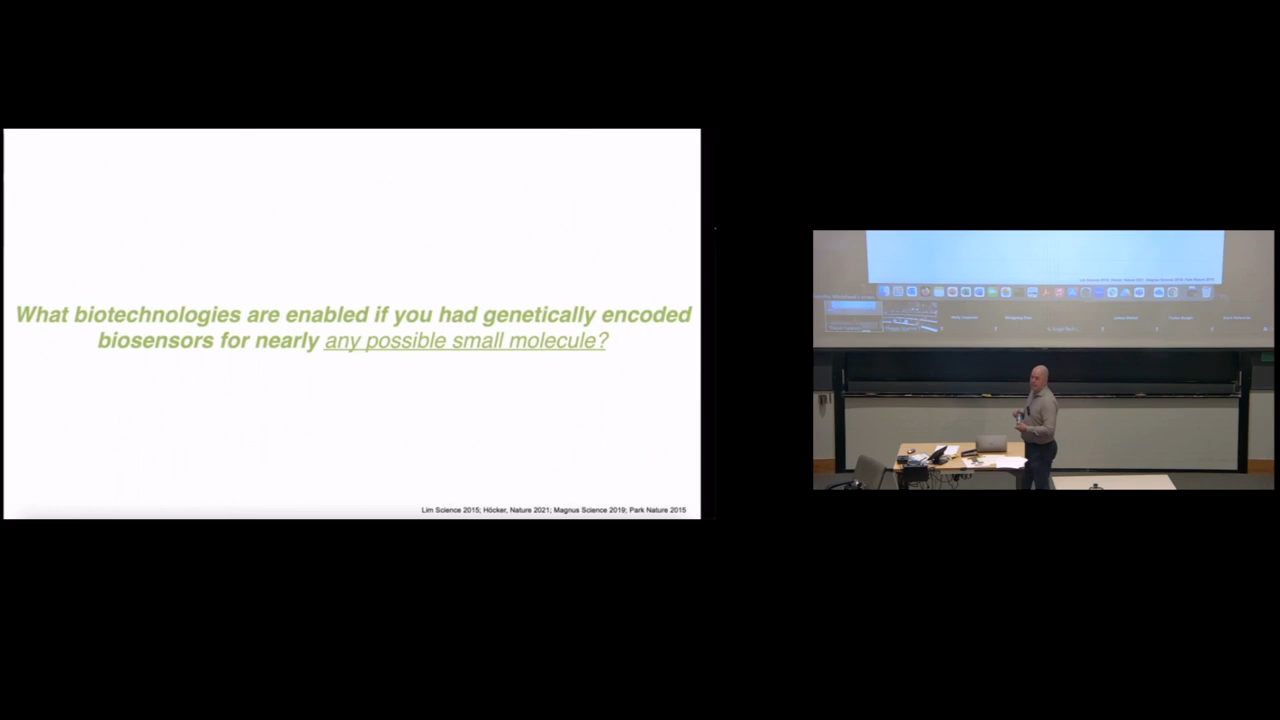 What biotechnologies are enabled if you had genetically encoded
biosensors for nearly any possible small molecule?
Lim Science 2015; Höcker, Nature 2021; Magnus Science 2019; Park Nature 2015